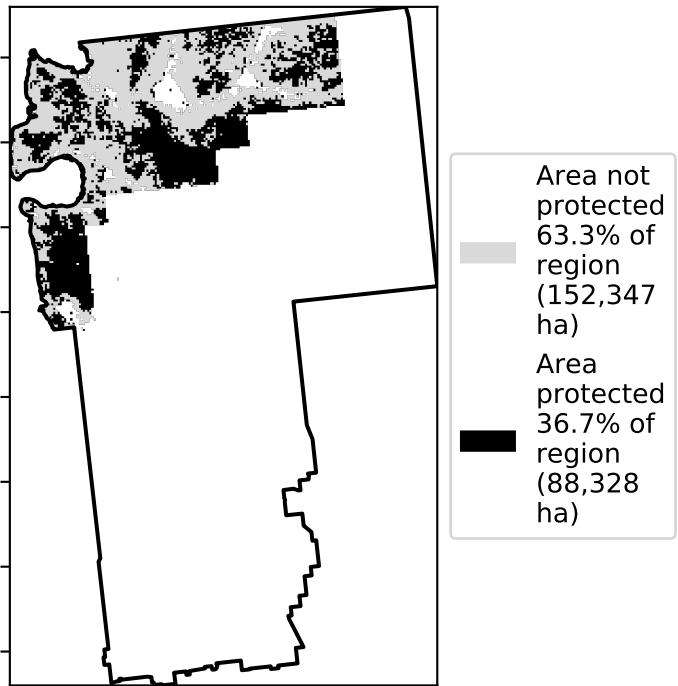 Area not
protected
63.3% of
region
(152,347
ha)
Area
protected
36.7% of
region
(88,328
ha)